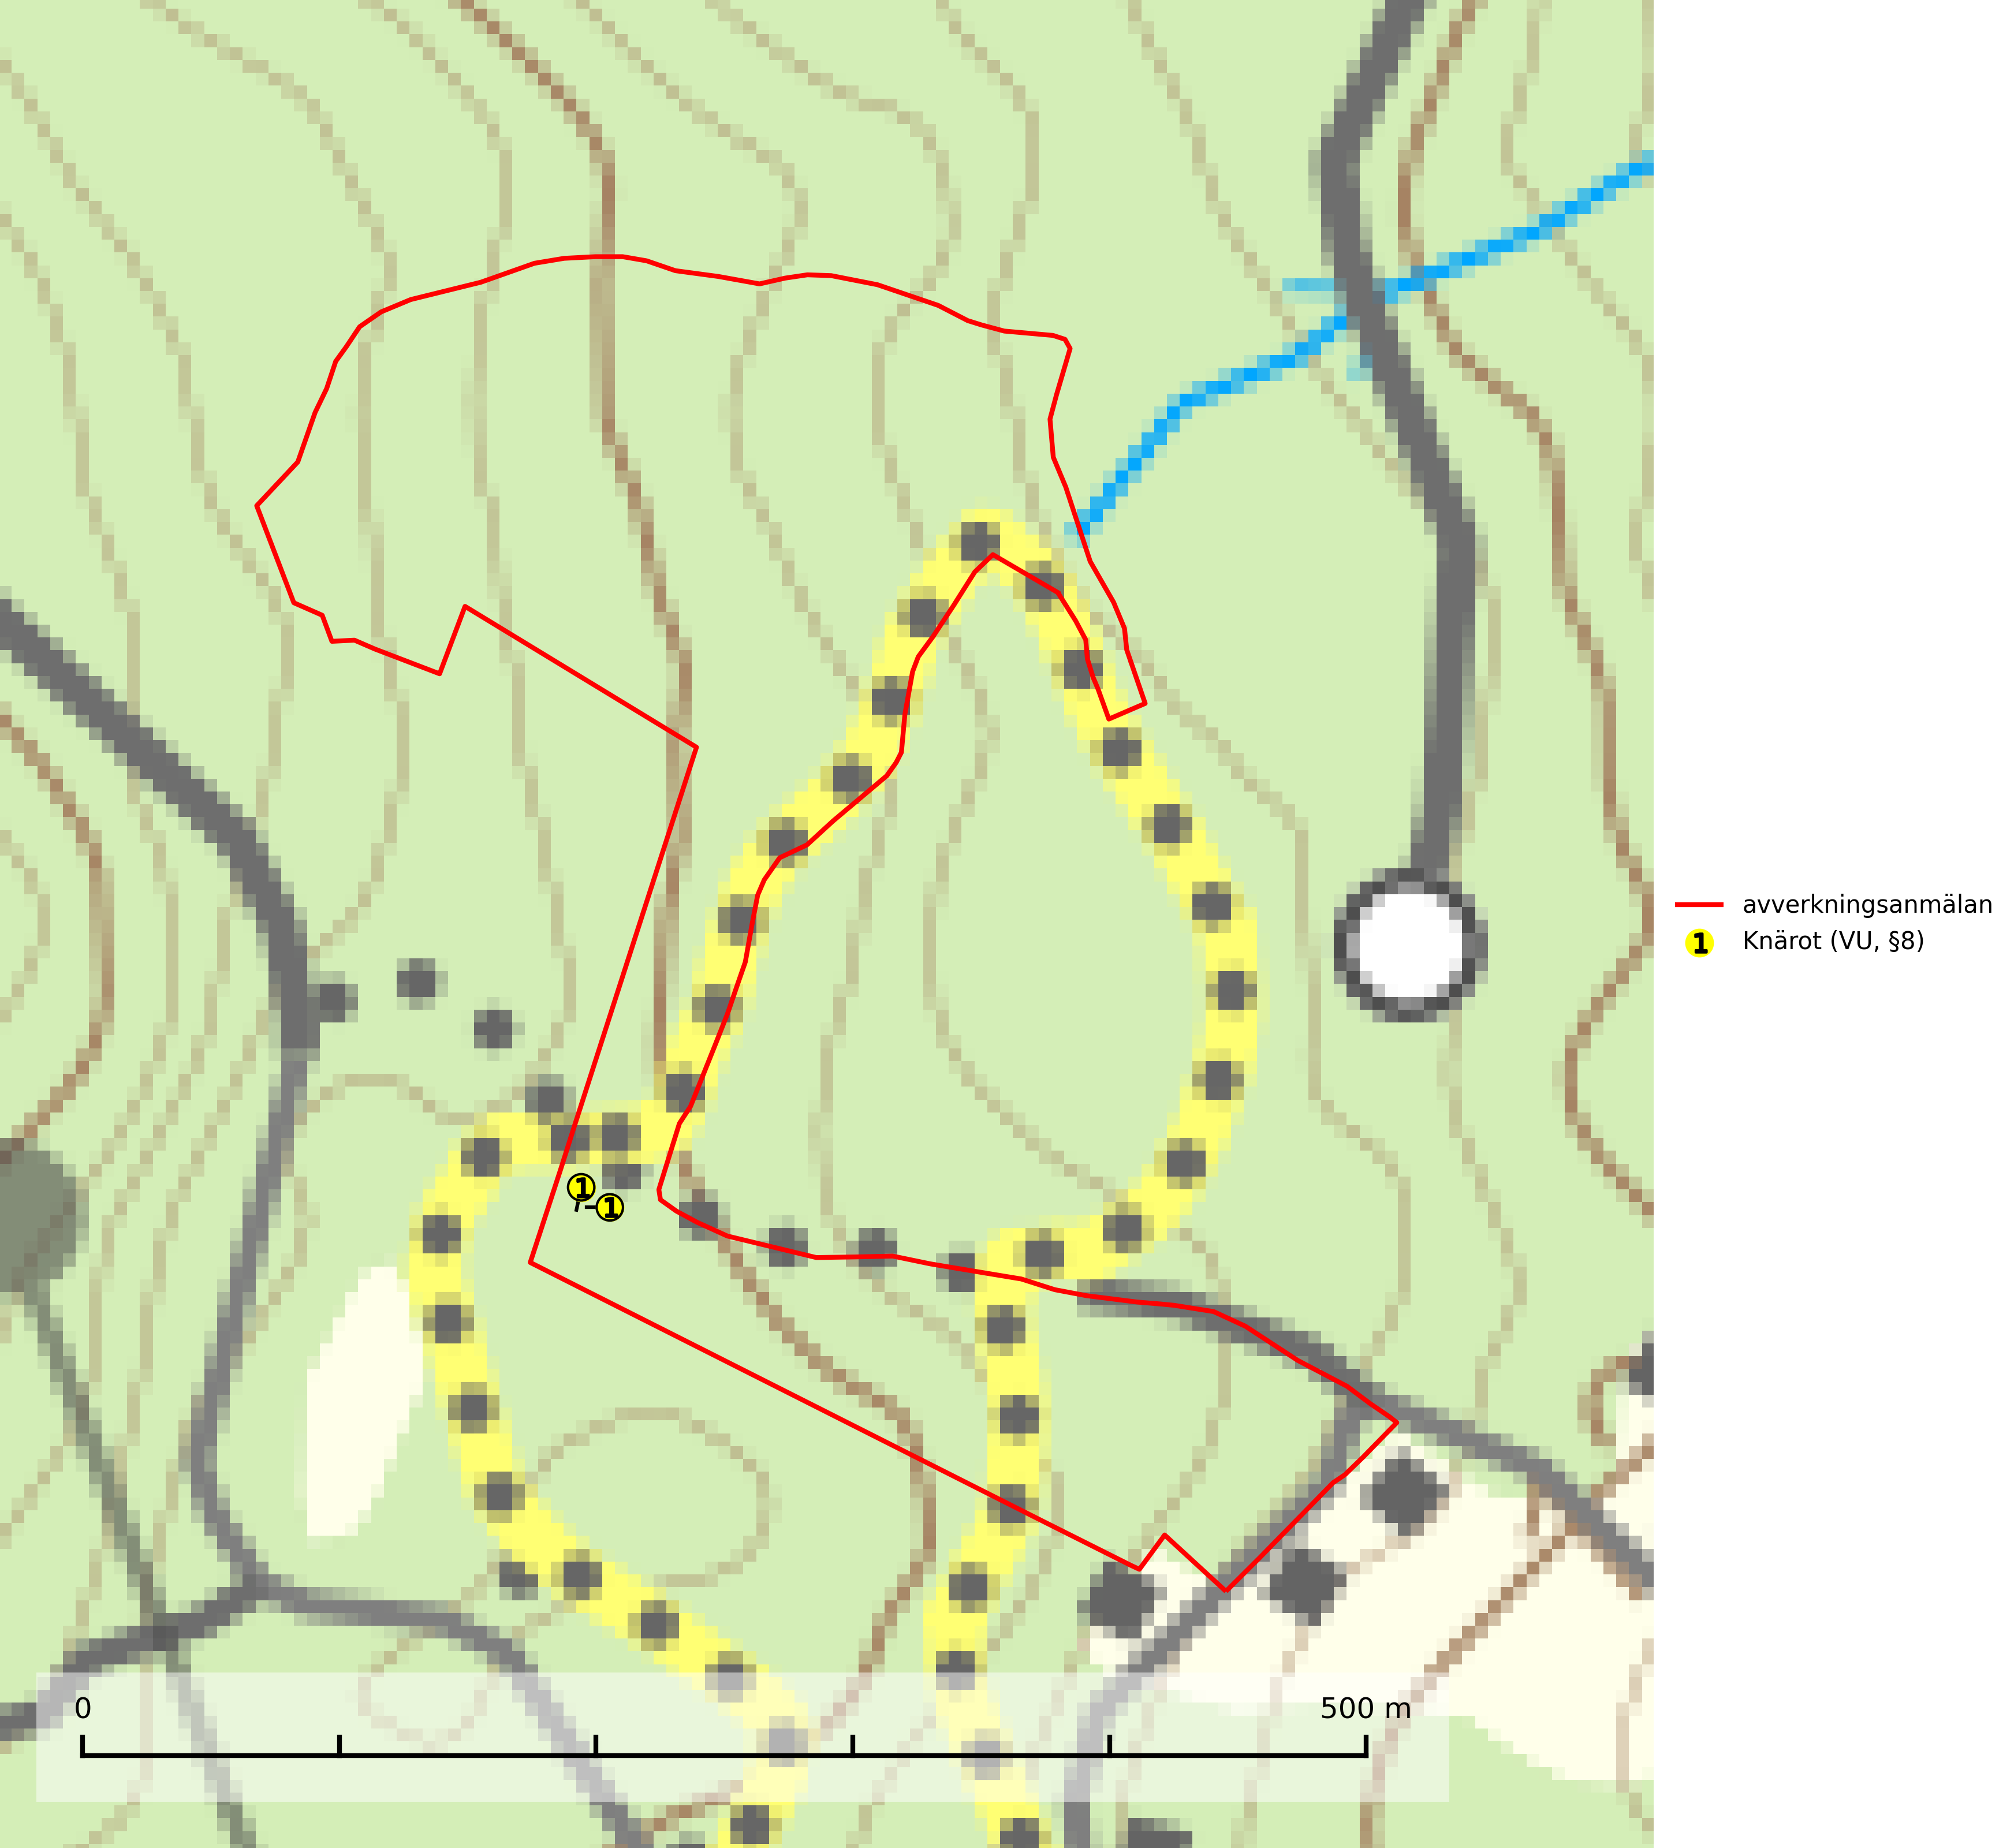 avverkningsanmälan
1 Knärot (VU, §8)
1
1
0 500 m